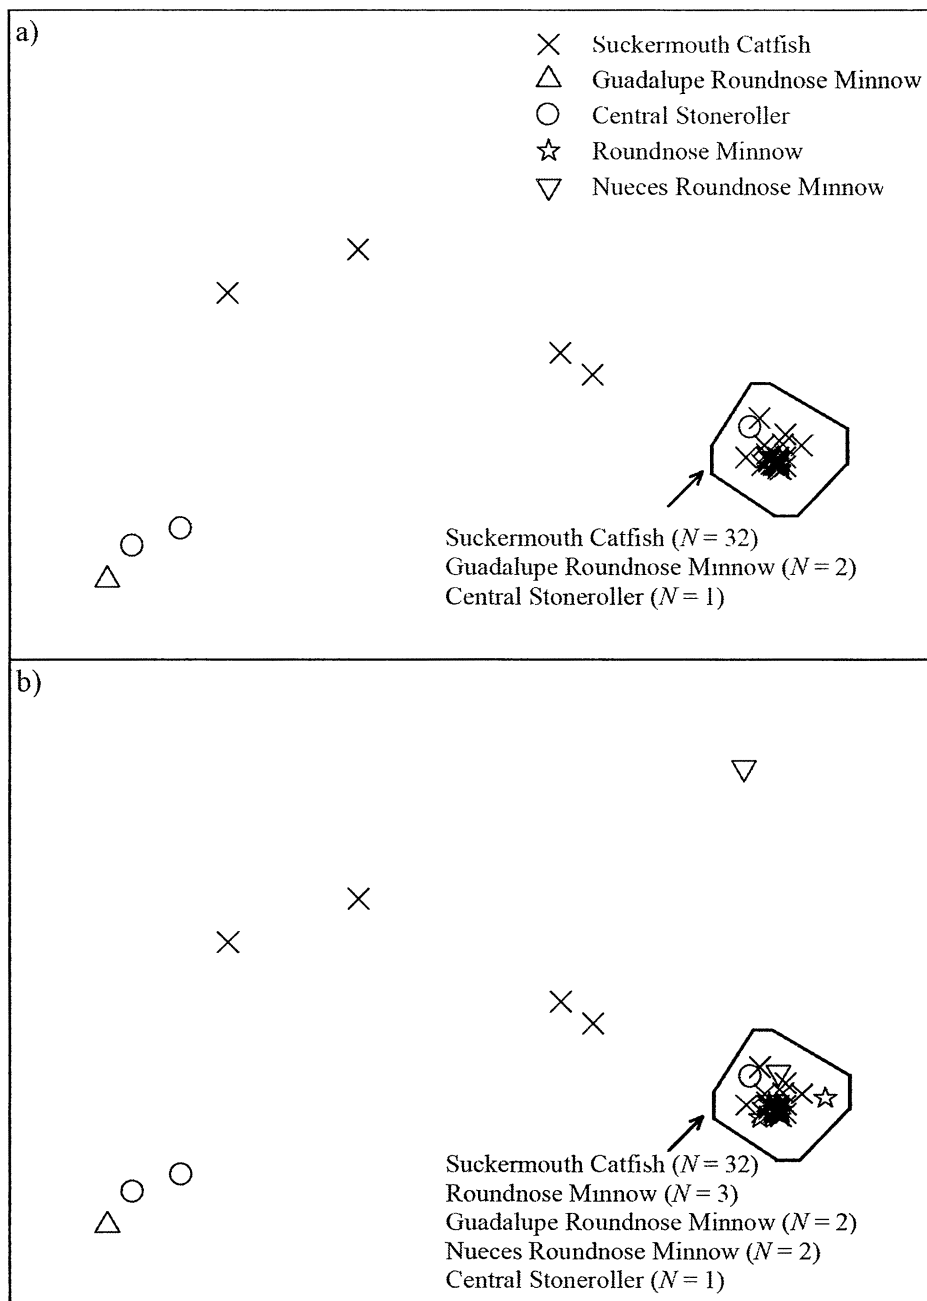 a)
Suckermouth Catfish
Guadalupe Roundnose Minnow
Central Stoneroller
Roundnose Minnow
Nueces Roundnose Minnow
Suckermouth Catfish (N = 32)
Guadalupe Roundnose Minnow (N = 2)
Central Stoneroller (N = 1)
b)
Suckermouth Catfish (N = 32)
Roundnose Minnow (N = 3)
Guadalupe Roundnose Minnow (N = 2)
Nueces Roundnose Minnow (N = 2)
Central Stoneroller (N = 1)